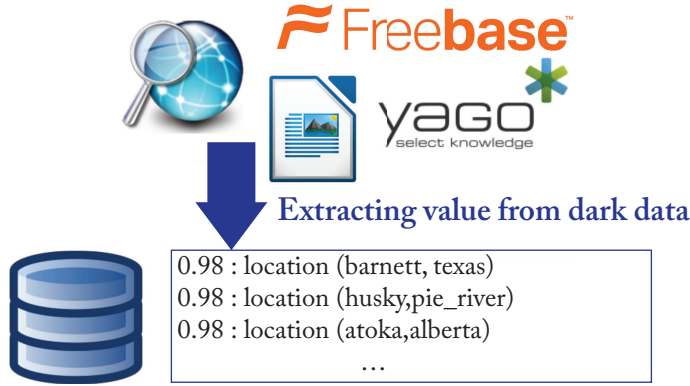 Freebase™
yago
select knowledge
Extracting value from dark data
0.98 : location (barnett, texas)
0.98 : location (husky,pie_river)
0.98 : location (atoka,alberta)
...